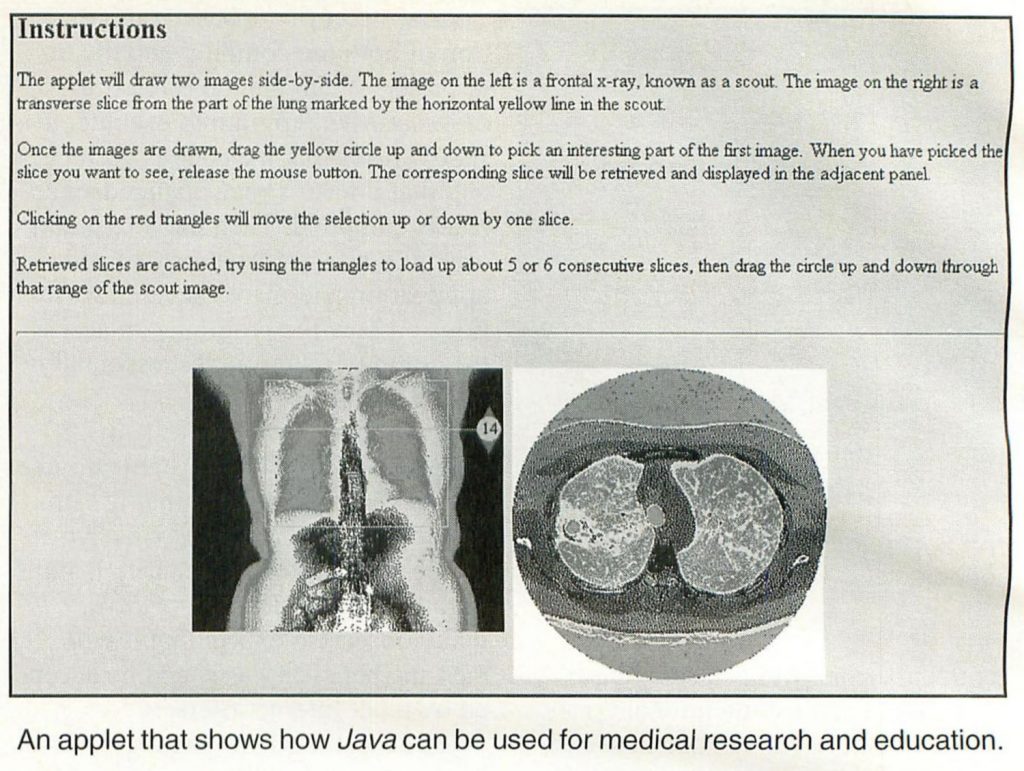 Instructions
The applet will draw two images side-by-side. The image on the left is a frontal x-ray, known as a scout. The image on the right is a
transverse slice from the part of the lung marked by the horizontal yellow line in the scout.
Once the images are drawn, drag the yellow circle up and down to pick an interesting part of the first image. When you have picked the
slice you want to see, release the mouse button. The corresponding slice will be retrieved and displayed in the adjacent panel.
Clicking on the red triangles will move the selection up or down by one slice.
Retrieved slices are cached, try using the triangles to load up about 5 or 6 consecutive slices, then drag the circle up and down through
that range of the scout image.
14
An applet that shows how Java can be used for medical research and education.